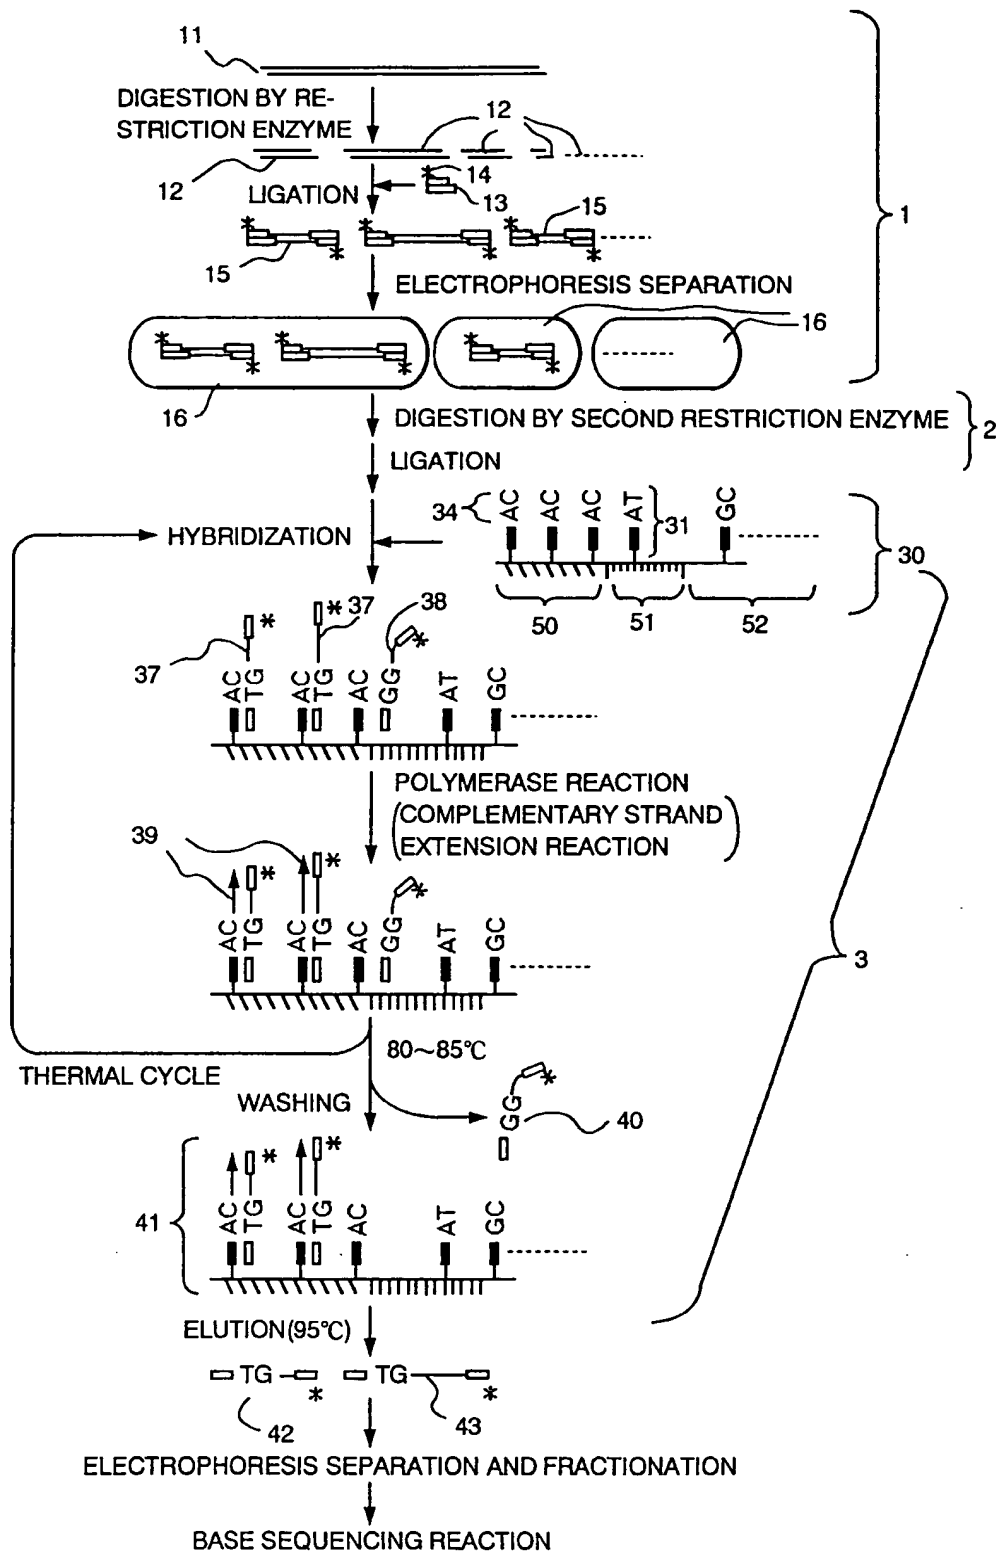 11
DIGESTION BY RE-
STRICTION ENZYME
12
12
14
LIGATION
13
15
15
1
ELECTROPHORESIS SEPARATION
* *
* *
16
16
DIGESTION BY SECOND RESTRICTION ENZYME
2
LIGATION
34
AC AC AC AT GC
31
HYBRIDIZATION
30
50 51 52
37
* 37 38
*
*
AC TG AC TG AC GG AT GC
POLYMERASE REACTION
(COMPLEMENTARY STRAND
EXTENSION REACTION)
39
* * *
AC TG AC TG AC GG AT GC
3
80~85℃
THERMAL CYCLE
WASHING
*
GG
40
* *
41
AC TG AC TG AC AT GC
ELUTION(95℃)
TG TG
* *
42 43
ELECTROPHORESIS SEPARATION AND FRACTIONATION
BASE SEQUENCING REACTION